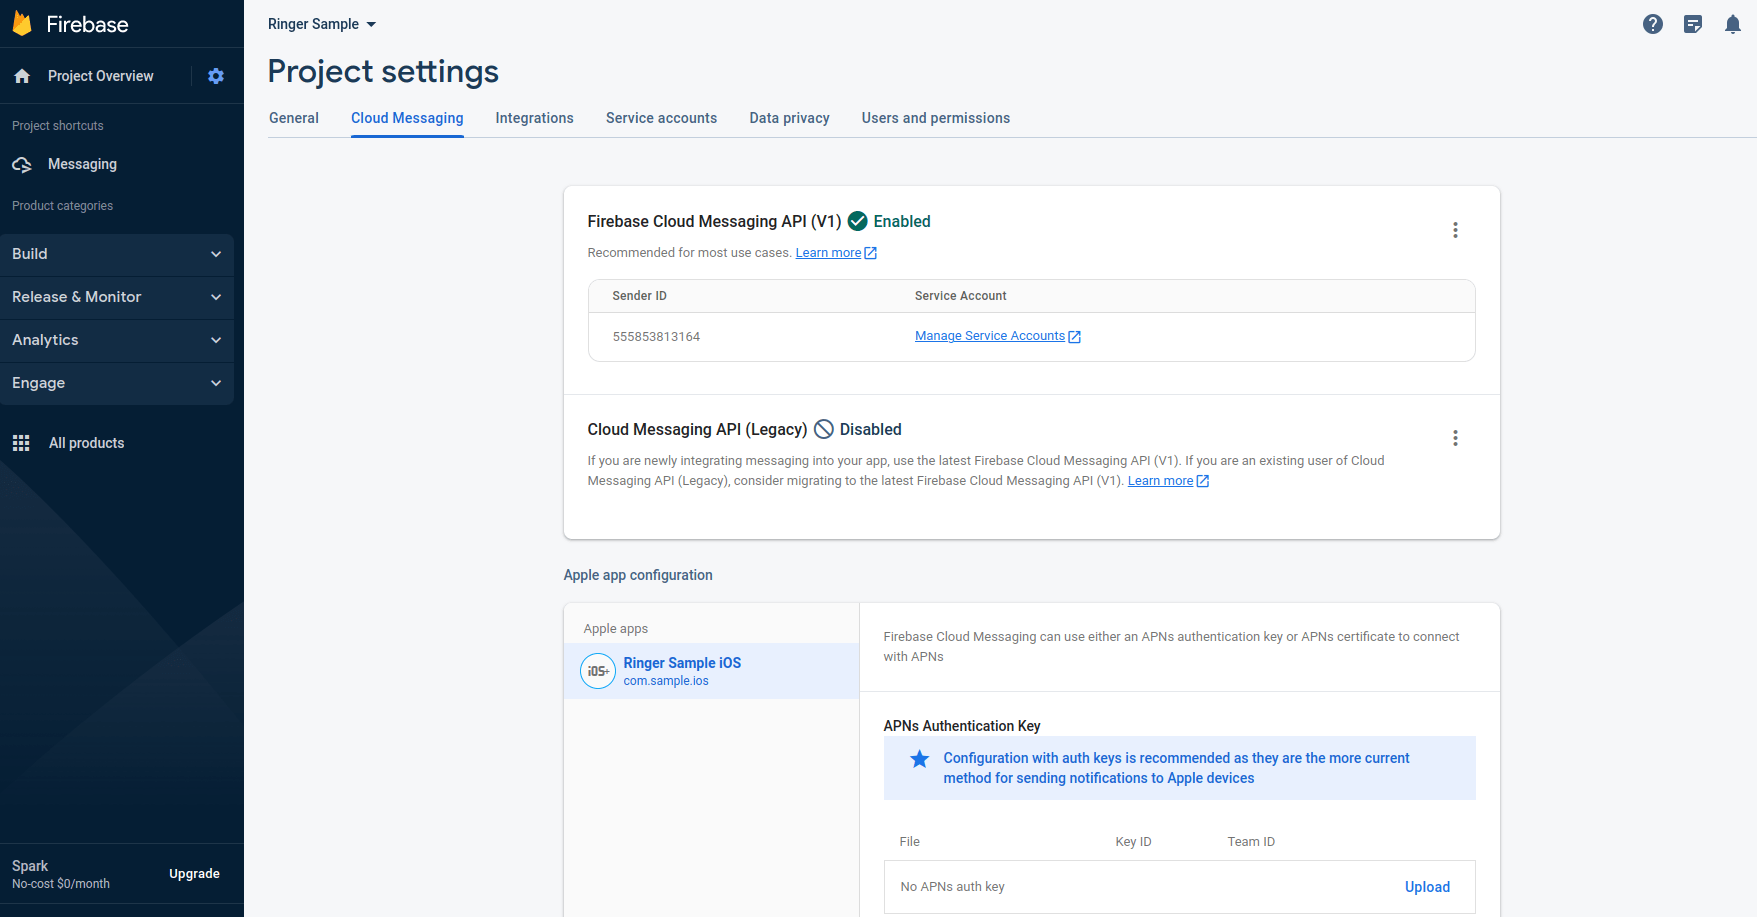 Firebase
Project Overview
Project shortcuts
Messaging
Product categories
Build
Release & Monitor
Analytics
Engage
All products
Spark
No-cost $0/month
Upgrade
Ringer Sample
Project settings
General Cloud Messaging Integrations Service accounts Data privacy Users and permissions
Firebase Cloud Messaging API (V1) Enabled
Recommended for most use cases. Learn more
Sender ID Service Account
555853813164 Manage Service Accounts
Cloud Messaging API (Legacy) Disabled
If you are newly integrating messaging into your app, use the latest Firebase Cloud Messaging API (V1). If you are an existing user of Cloud
Messaging API (Legacy), consider migrating to the latest Firebase Cloud Messaging API (V1). Learn more
Apple app configuration
Apple apps
iOS+
Ringer Sample iOS
com.sample.ios
Firebase Cloud Messaging can use either an APNs authentication key or APNs certificate to connect
with APNs
APNs Authentication Key
Configuration with auth keys is recommended as they are the more current
method for sending notifications to Apple devices
File Key ID Team ID
No APNs auth key Upload